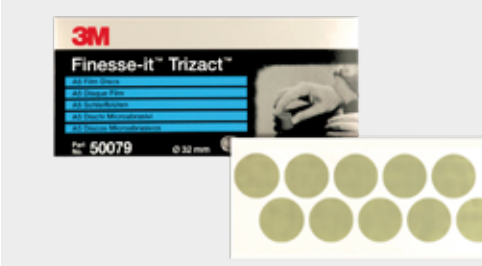 3M
Finesse-it™ Trizact™
A5 Film Discs
A5 Disque Film
A5 Schleifblüten
A5 Dischi Microabrasivi
A5 Discos Microabrasivos
Part No. 50079 Ø 32 mm